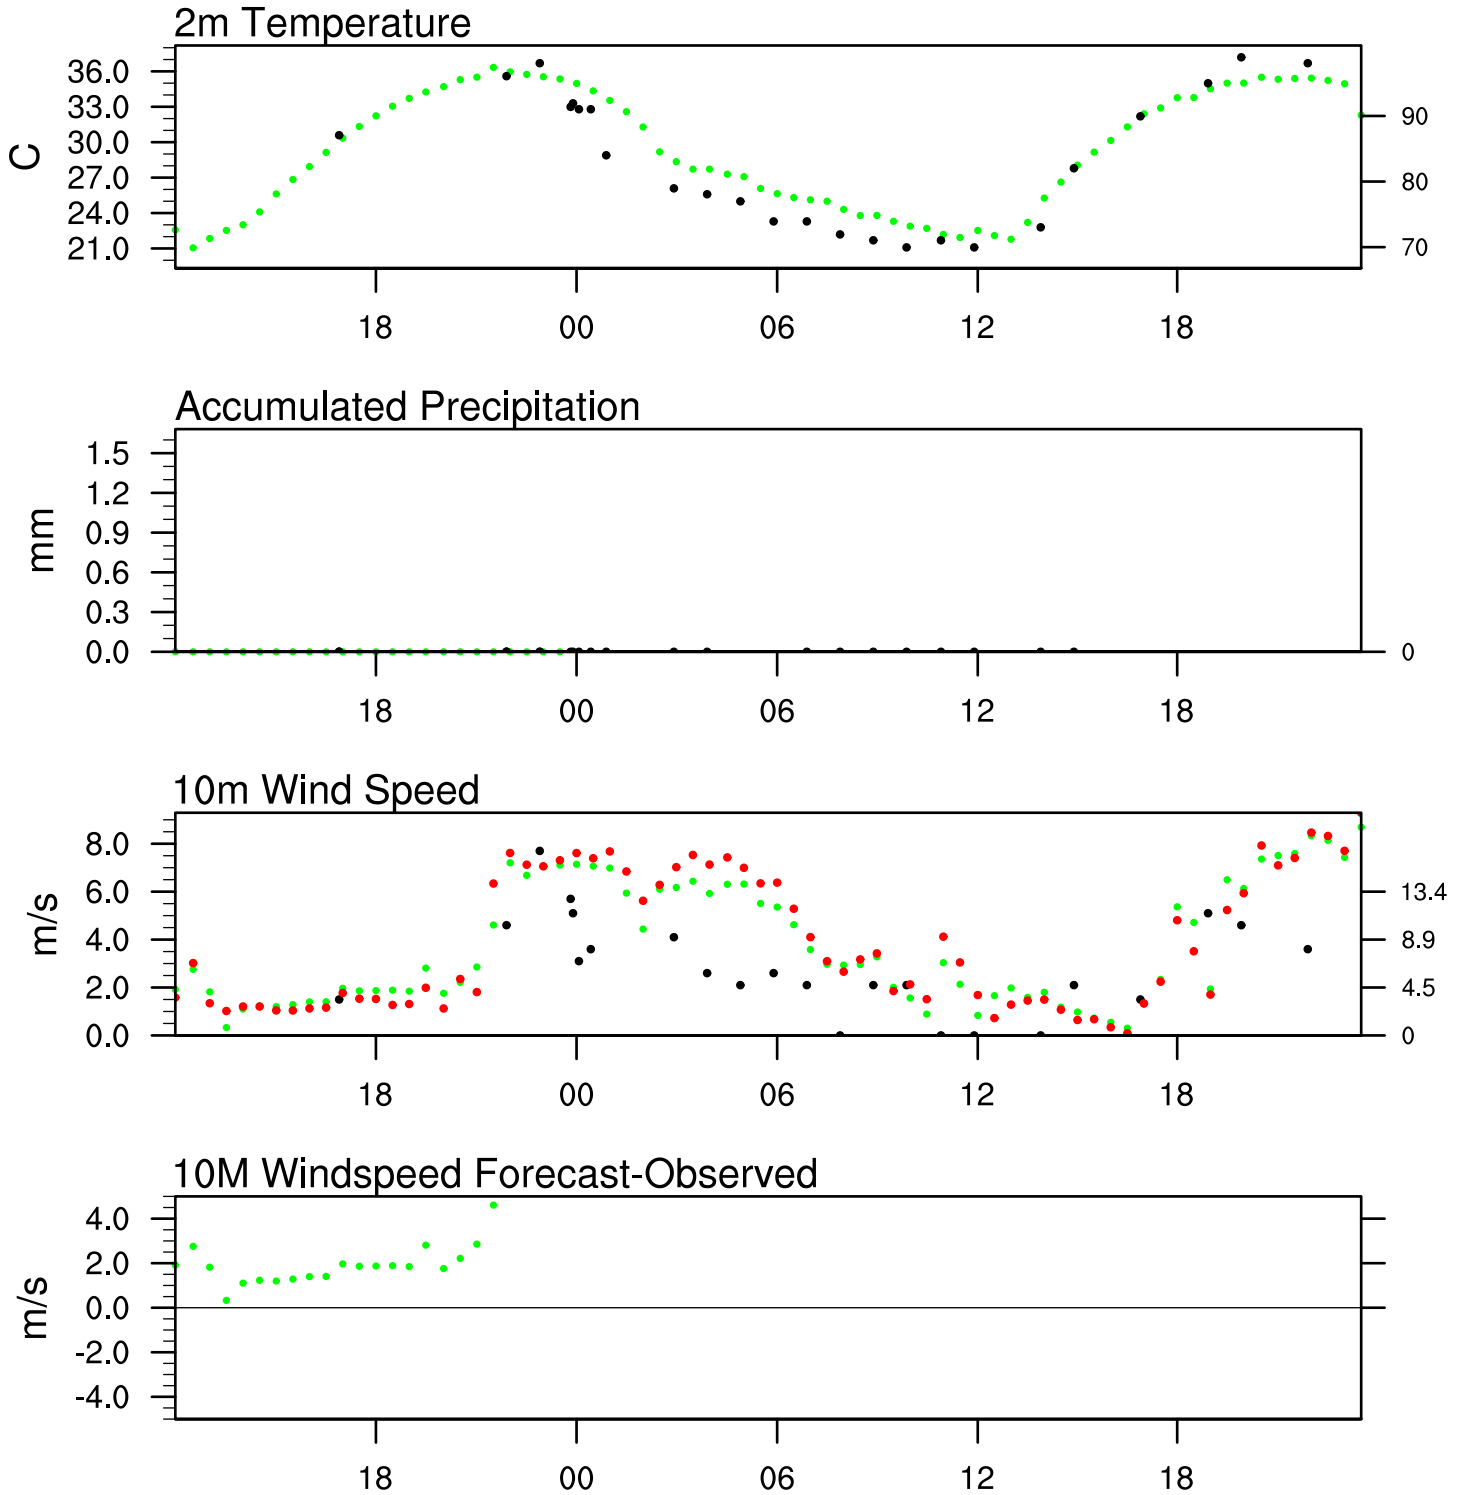 2m Temperature
C
36.0
33.0
30.0
27.0
24.0
21.0
90
80
70
18 00 06 12 18
Accumulated Precipitation
mm
1.5
1.2
0.9
0.6
0.3
0.0
0
18 00 06 12 18
10m Wind Speed
m/s
8.0
6.0
4.0
2.0
0.0
13.4
8.9
4.5
0
18 00 06 12 18
10M Windspeed Forecast-Observed
m/s
4.0
2.0
0.0
-2.0
-4.0
18 00 06 12 18